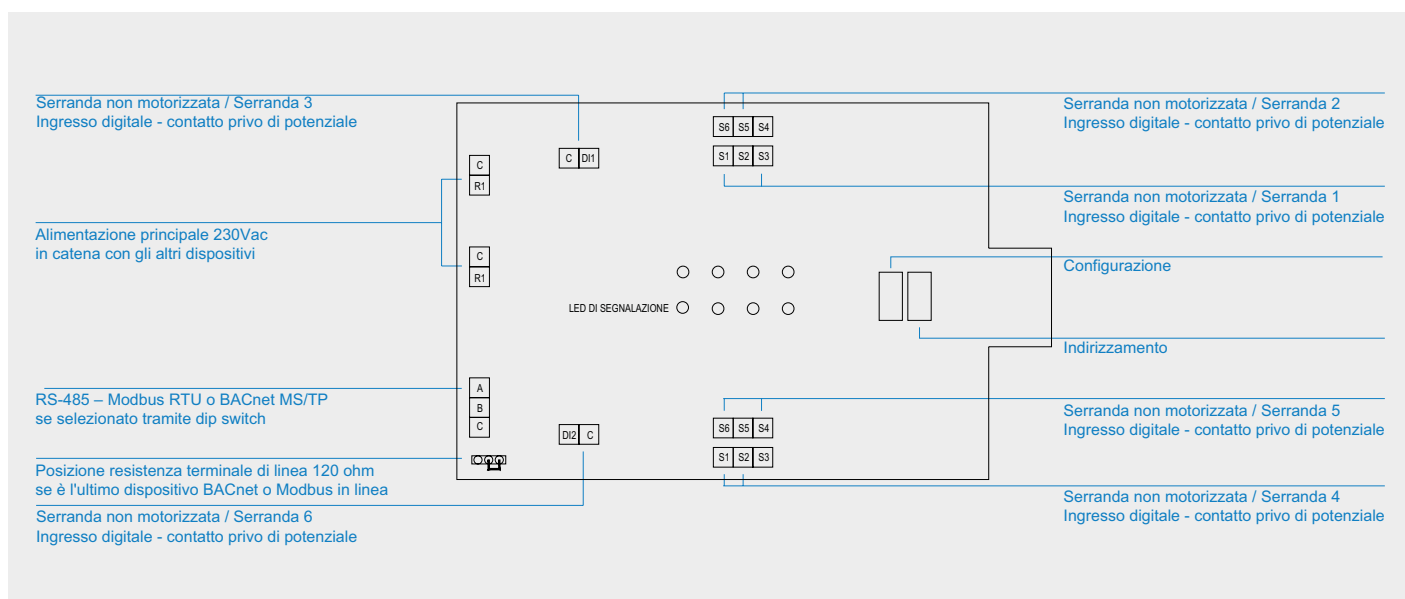 Serranda non motorizzata / Serranda 3
Ingresso digitale - contatto privo di potenziale
Serranda non motorizzata / Serranda 2
Ingresso digitale - contatto privo di potenziale
S6 S5 S4
C DI1
S1 S2 S3
C
R1
Serranda non motorizzata / Serranda 1
Ingresso digitale - contatto privo di potenziale
Alimentazione principale 230Vac
in catena con gli altri dispositivi
C
R1
Configurazione
LED DI SEGNALAZIONE
Indirizzamento
RS-485 – Modbus RTU o BACnet MS/TP
se selezionato tramite dip switch
A
B
C
DI2 C
S6 S5 S4
S1 S2 S3
Serranda non motorizzata / Serranda 5
Ingresso digitale - contatto privo di potenziale
Posizione resistenza terminale di linea 120 ohm
se è l'ultimo dispositivo BACnet o Modbus in linea
Serranda non motorizzata / Serranda 4
Ingresso digitale - contatto privo di potenziale
Serranda non motorizzata / Serranda 6
Ingresso digitale - contatto privo di potenziale